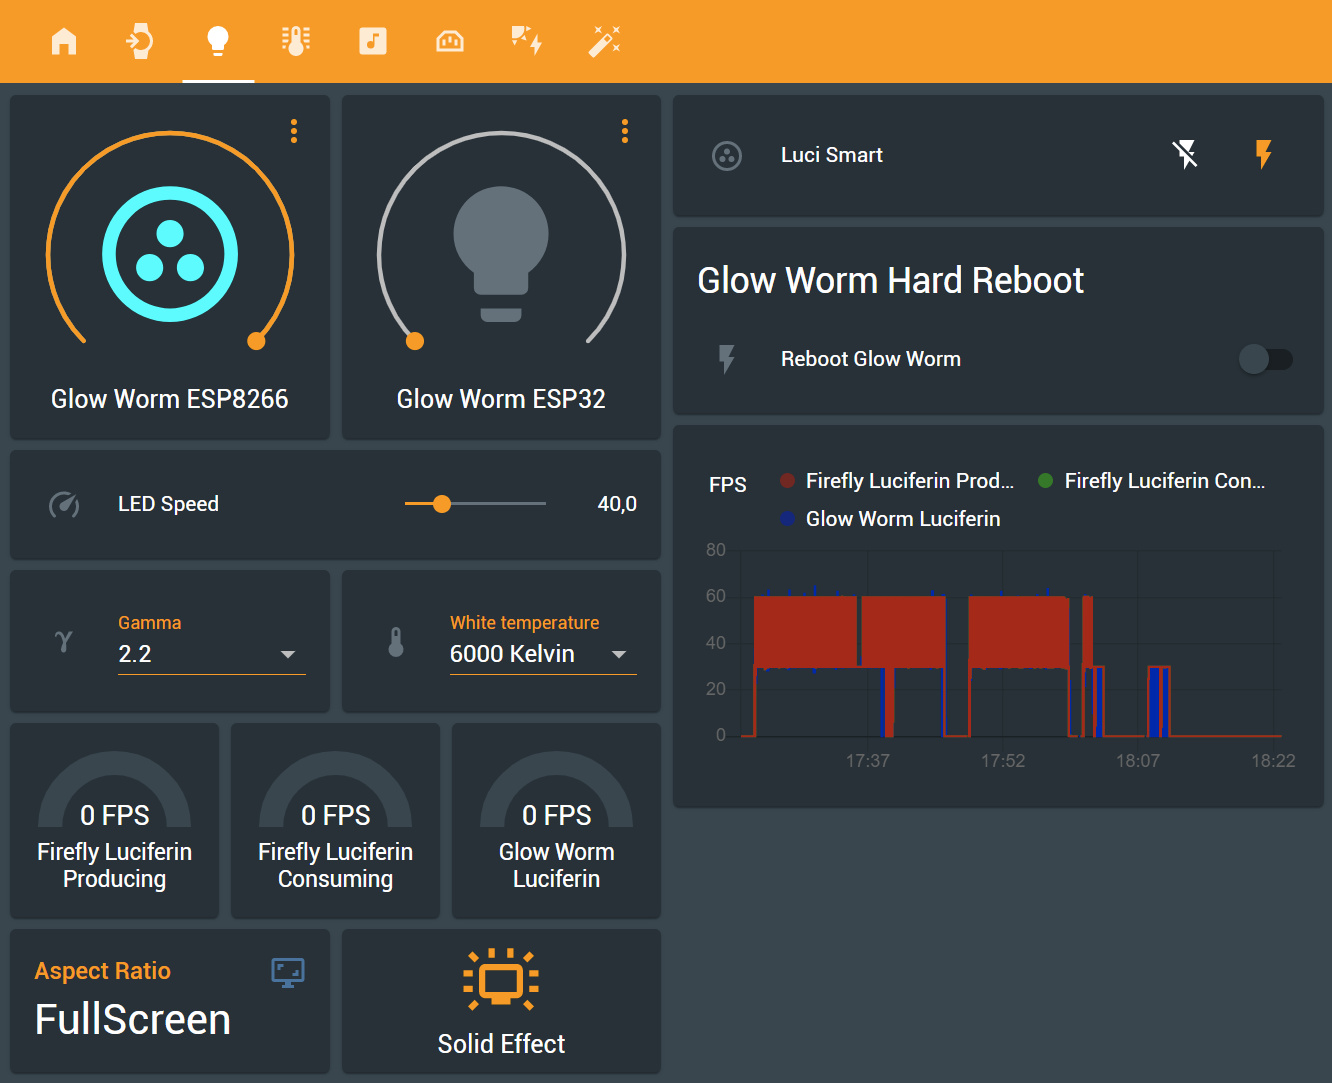 Glow Worm ESP8266
Glow Worm ESP32
LED Speed
40,0
Gamma
2.2
White temperature
6000 Kelvin
0 FPS
Firefly Luciferin
Producing
0 FPS
Firefly Luciferin
Consuming
0 FPS
Glow Worm
Luciferin
Aspect Ratio
FullScreen
Solid Effect
Luci Smart
Glow Worm Hard Reboot
Reboot Glow Worm
FPS
Firefly Luciferin Prod...
Firefly Luciferin Con...
Glow Worm Luciferin
80
60
40
20
0
17:37
17:52
18:07
18:22